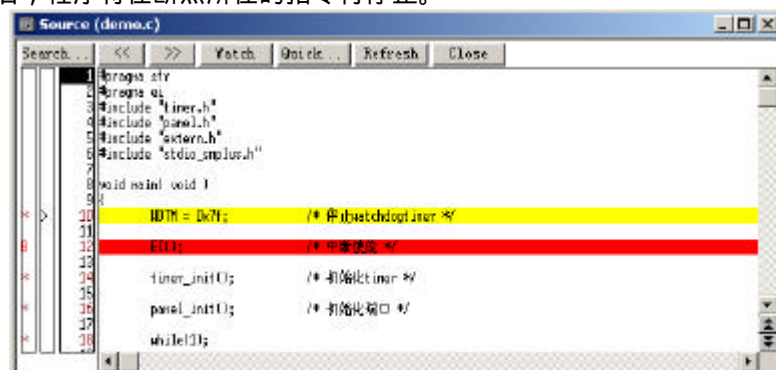 者,程序将在断点所在的指令行停止。
Source (demo.c)
Search... << >> Watch Quick... Refresh Close
1 #pragma sfr
2 #pragma ei
3 #include "timer.h"
4 #include "panel.h"
5 #include "extern.h"
6 #include "stdio_smplus.h"
7
8 void main( void )
9 {
* > 10 WDTM = 0x7f; /* 停止watchdogtimer */
11
B 12 EI(); /* 中断使能 */
13
* 14 timer_init(); /* 初始化timer */
15
* 16 panel_init(); /* 初始化端口 */
17
* 18 while(1);